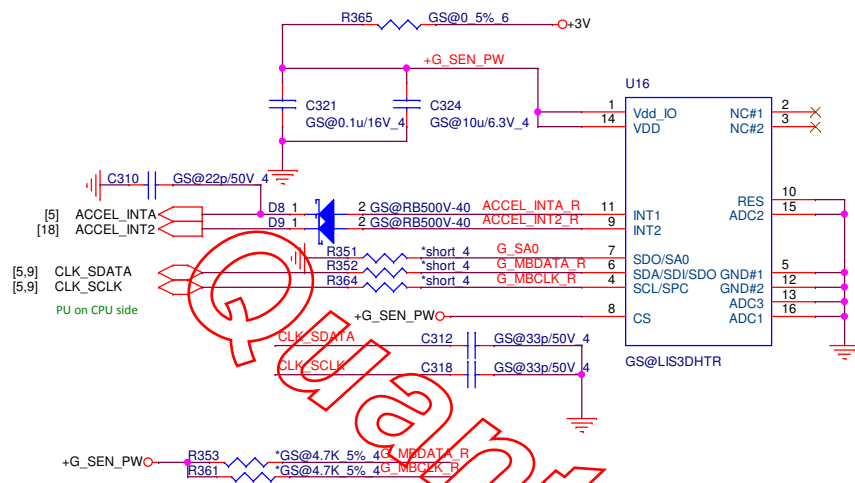 R365 GS@0_5%_6
+3V
+G_SEN_PW
U16
C321
GS@0.1u/16V_4
C324
GS@10u/6.3V_4
1 Vdd_IO NC#1 2
14 VDD NC#2 3
C310 GS@22p/50V_4
RES 10
[5] ACCEL_INTA D8 1 2 GS@RB500V-40 ACCEL_INTA_R 11 INT1 ADC2 15
[18] ACCEL_INT2 D9 1 2 GS@RB500V-40 ACCEL_INT2_R 9 INT2
R351 *short_4 G_SA0 7 SDO/SA0
[5,9] CLK_SDATA R352 *short_4 G_MBDATA_R 6 SDA/SDI/SDO GND#1 5
[5,9] CLK_SCLK R364 *short_4 G_MBCLK_R 4 SCL/SPC GND#2 12
ADC3 13
PU on CPU side
+G_SEN_PW 8 CS ADC1 16
CLK_SDATA C312 GS@33p/50V_4
GS@LIS3DHTR
CLK_SCLK C318 GS@33p/50V_4
+G_SEN_PW R353 *GS@4.7K_5%_4 G_MBDATA_R
R361 *GS@4.7K_5%_4 G_MBCLK_R
Quan